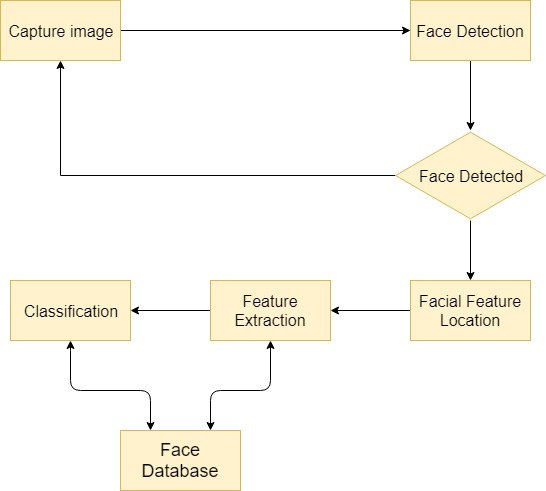 Capture image
Face Detection
Face Detected
Classification
Feature
Extraction
Facial Feature
Location
Face
Database